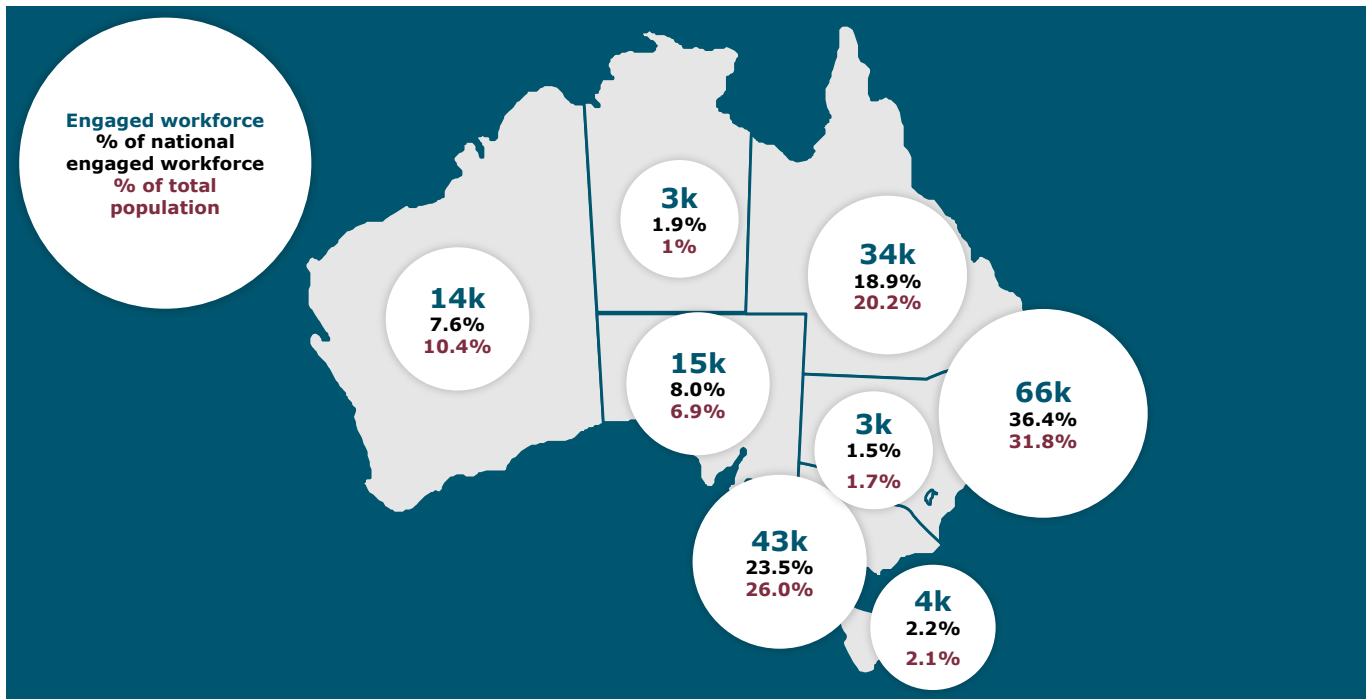 Engaged workforce
% of national
engaged workforce
% of total
population
3k
1.9%
1%
34k
18.9%
20.2%
14k
7.6%
10.4%
15k
8.0%
6.9%
66k
36.4%
31.8%
3k
1.5%
1.7%
43k
23.5%
26.0%
4k
2.2%
2.1%